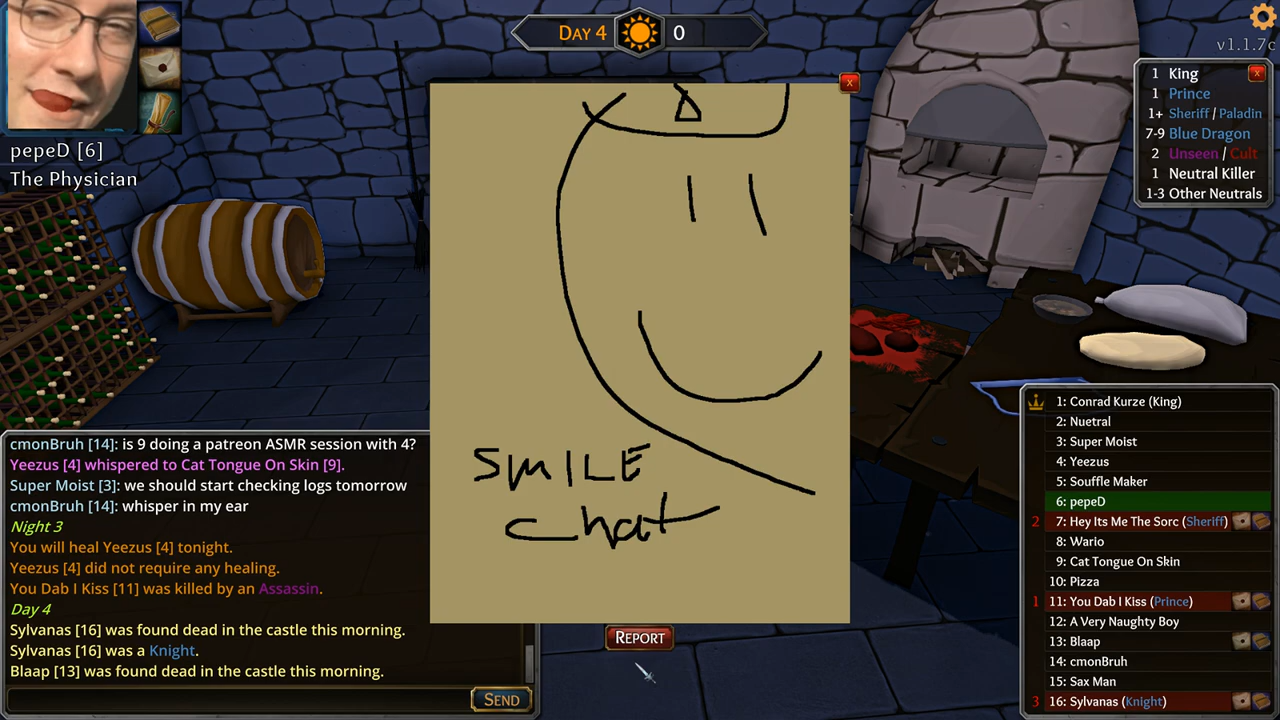 DAY 4 0
v1.1.7c
pepeD [6]
The Physician
1 King
1 Prince
1+ Sheriff / Paladin
7-9 Blue Dragon
2 Unseen / Cult
1 Neutral Killer
1-3 Other Neutrals
SMILE
chat
REPORT
cmonBruh [14]: is 9 doing a patreon ASMR session with 4?
Yeezus [4] whispered to Cat Tongue On Skin [9].
Super Moist [3]: we should start checking logs tomorrow
cmonBruh [14]: whisper in my ear
Night 3
You will heal Yeezus [4] tonight.
Yeezus [4] did not require any healing.
You Dab I Kiss [11] was killed by an Assassin.
Day 4
Sylvanas [16] was found dead in the castle this morning.
Sylvanas [16] was a Knight.
Blaap [13] was found dead in the castle this morning.
SEND
1: Conrad Kurze (King)
2: Nuetral
3: Super Moist
4: Yeezus
5: Souffle Maker
6: pepeD
2 7: Hey Its Me The Sorc (Sheriff)
8: Wario
9: Cat Tongue On Skin
10: Pizza
1 11: You Dab I Kiss (Prince)
12: A Very Naughty Boy
13: Blaap
14: cmonBruh
15: Sax Man
3 16: Sylvanas (Knight)